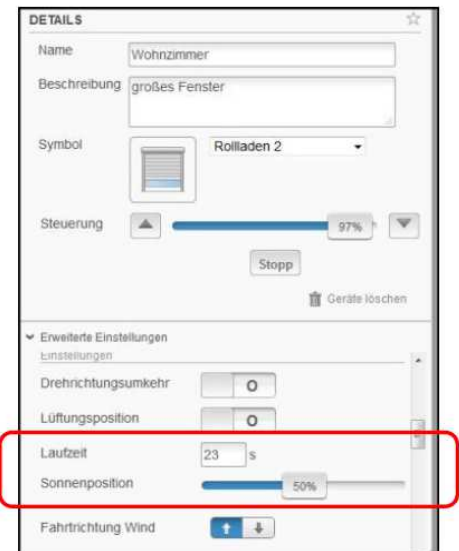 DETAILS
Name Wohnzimmer
Beschreibung großes Fenster
Symbol Rollladen 2
Steuerung 97%
Stopp
Geräte löschen
Erweiterte Einstellungen
Einstellungen
Drehrichtungsumkehr O
Lüftungsposition O
Laufzeit 23 s
Sonnenposition 50%
Fahrtrichtung Wind